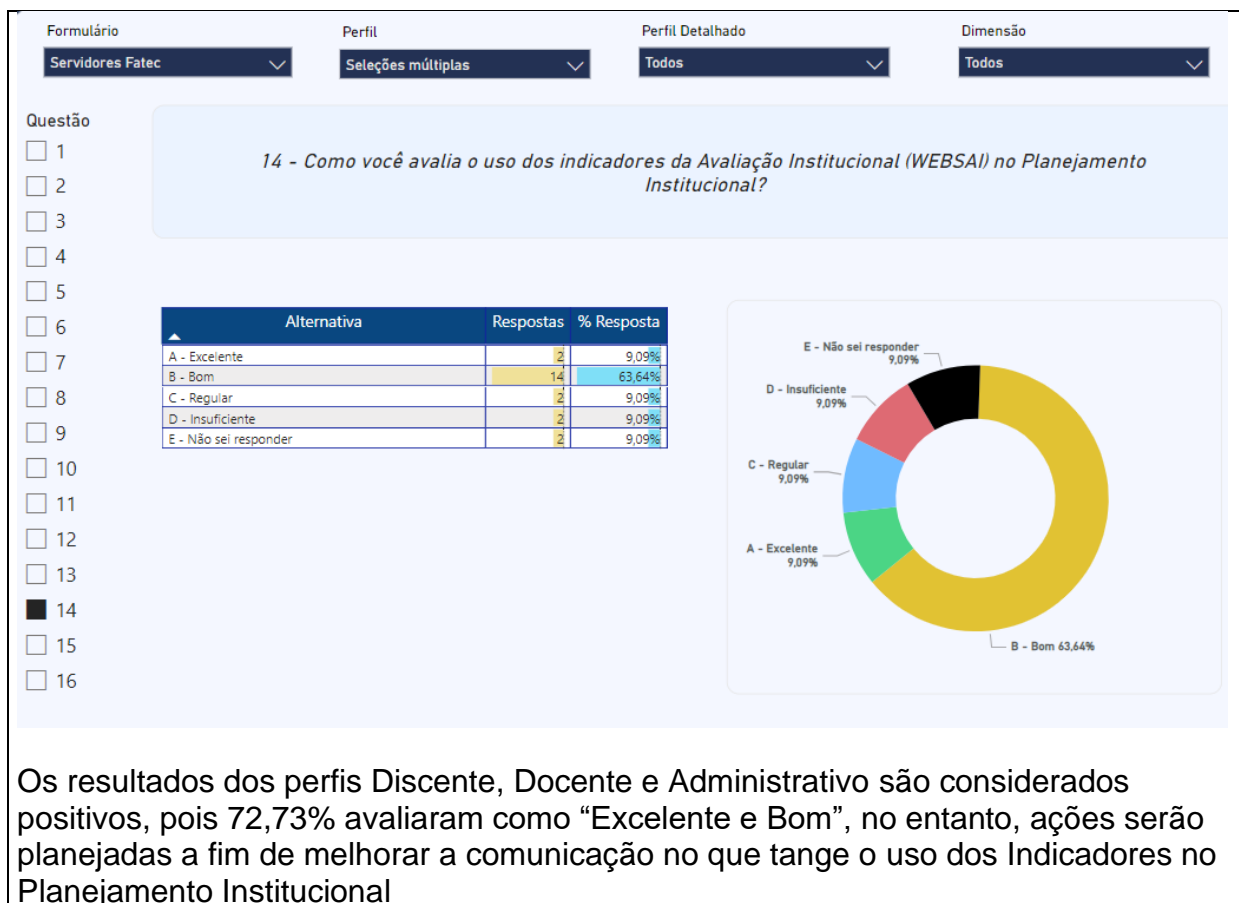 Formulário
Perfil
Perfil Detalhado
Dimensão
Servidores Fatec
Seleções múltiplas
Todos
Todos
Questão
1
2
3
4
5
6
7
8
9
10
11
12
13
14
15
16
14 - Como você avalia o uso dos indicadores da Avaliação Institucional (WEBSAI) no Planejamento
Institucional?
Alternativa Respostas % Resposta
A - Excelente 2 9,09%
B - Bom 14 63,64%
C - Regular 2 9,09%
D - Insuficiente 2 9,09%
E - Não sei responder 2 9,09%
E - Não sei responder
9,09%
D - Insuficiente
9,09%
C - Regular
9,09%
A - Excelente
9,09%
B - Bom 63,64%
Os resultados dos perfis Discente, Docente e Administrativo são considerados
positivos, pois 72,73% avaliaram como “Excelente e Bom”, no entanto, ações serão
planejadas a fim de melhorar a comunicação no que tange o uso dos Indicadores no
Planejamento Institucional